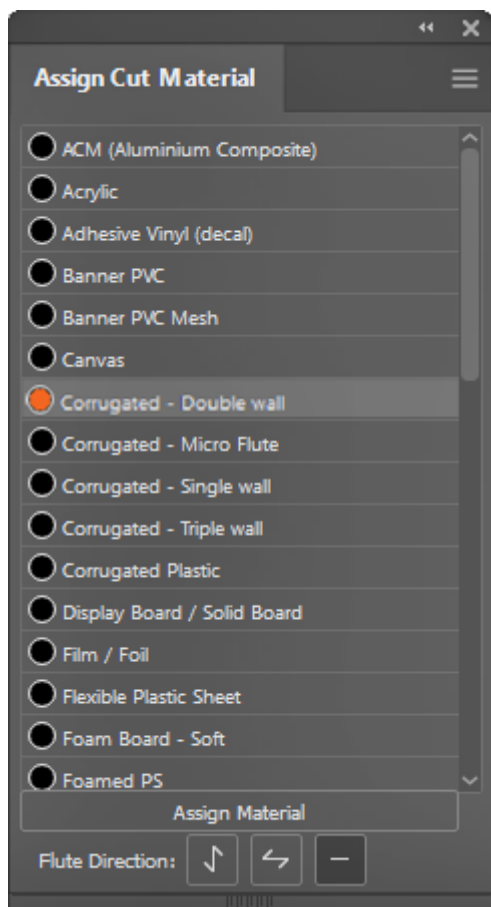 Assign Cut Material
ACM (Aluminium Composite)
Acrylic
Adhesive Vinyl (decal)
Banner PVC
Banner PVC Mesh
Canvas
Corrugated - Double wall
Corrugated - Micro Flute
Corrugated - Single wall
Corrugated - Triple wall
Corrugated Plastic
Display Board / Solid Board
Film / Foil
Flexible Plastic Sheet
Foam Board - Soft
Foamed PS
Assign Material
Flute Direction: